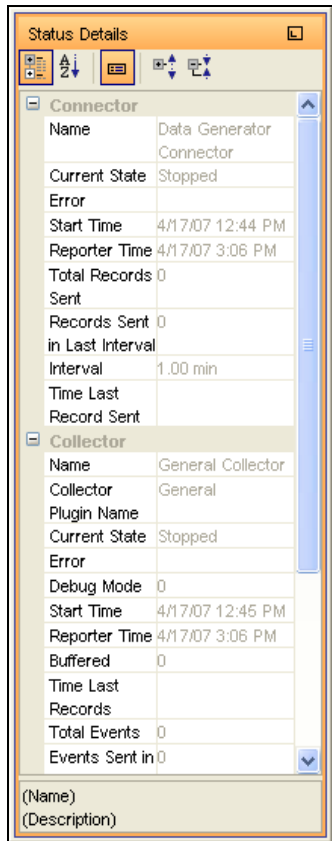 Status Details
Connector
Name Data Generator
Connector
Current State Stopped
Error
Start Time 4/17/07 12:44 PM
Reporter Time 4/17/07 3:06 PM
Total Records 0
Sent
Records Sent 0
in Last Interval
Interval 1.00 min
Time Last
Record Sent
Collector
Name General Collector
Collector General
Plugin Name
Current State Stopped
Error
Debug Mode 0
Start Time 4/17/07 12:45 PM
Reporter Time 4/17/07 3:06 PM
Buffered 0
Time Last
Records
Total Events 0
Events Sent in 0
(Name)
(Description)